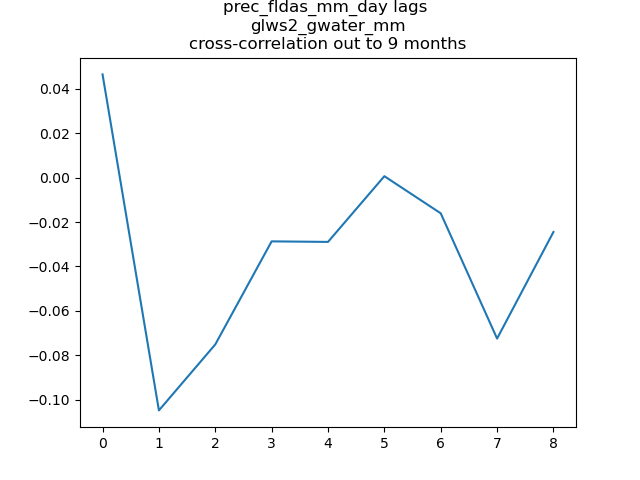 prec_fldas_mm_day lags
glws2_gwater_mm
cross-correlation out to 9 months
0.04
0.02
0.00
−0.02
−0.04
−0.06
−0.08
−0.10
0 1 2 3 4 5 6 7 8